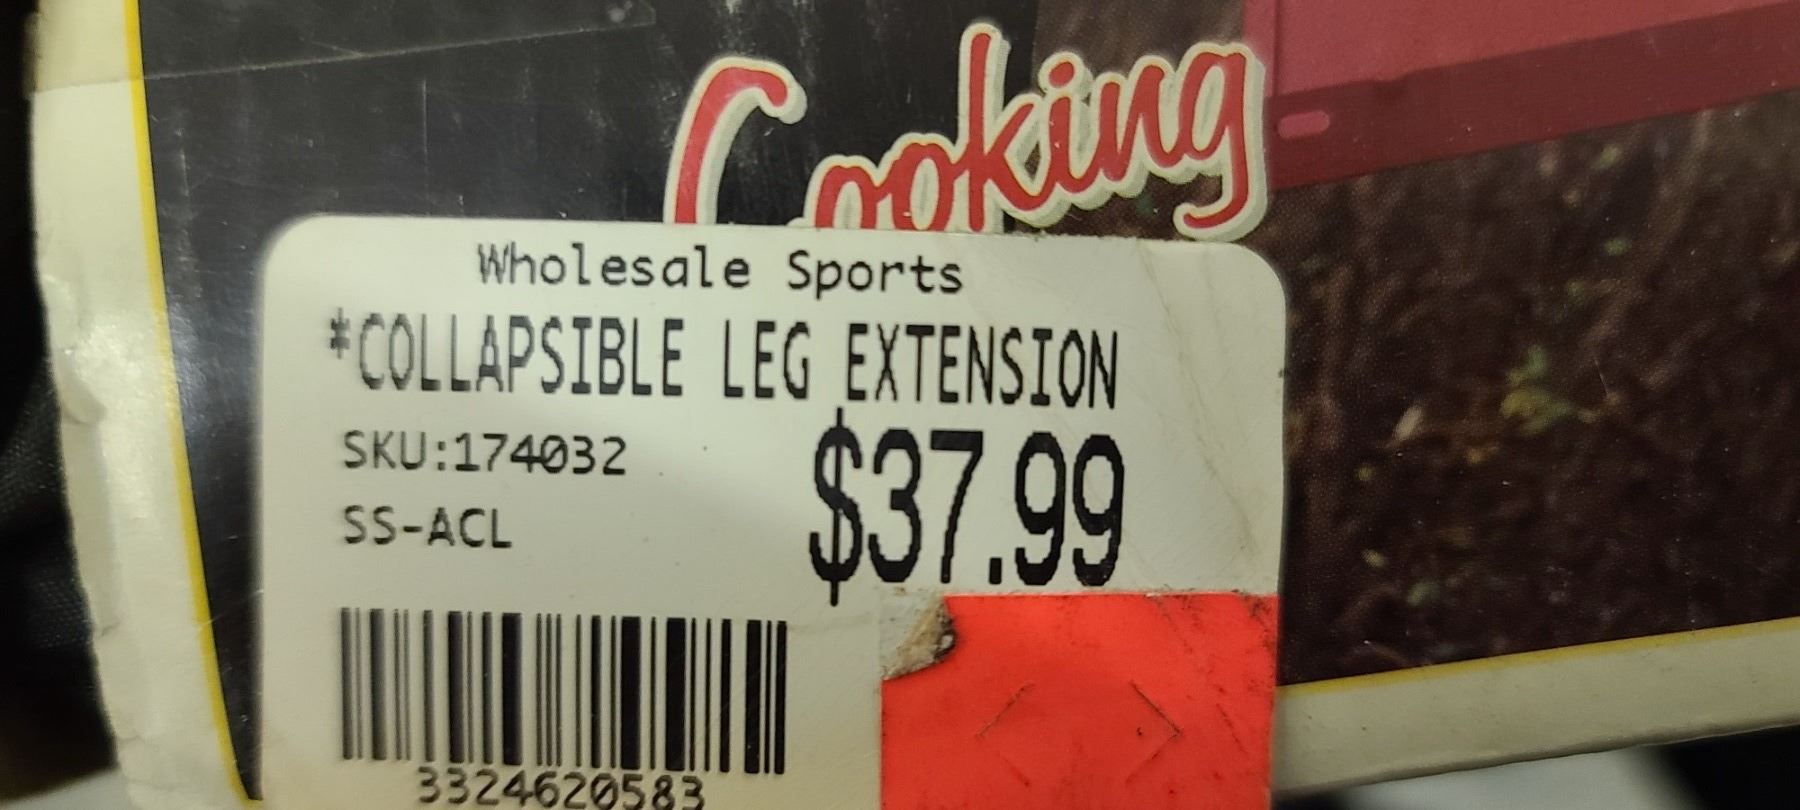 Cooking
Wholesale Sports
*COLLAPSIBLE LEG EXTENSION
SKU:174032
$37.99
SS-ACL
3324620583